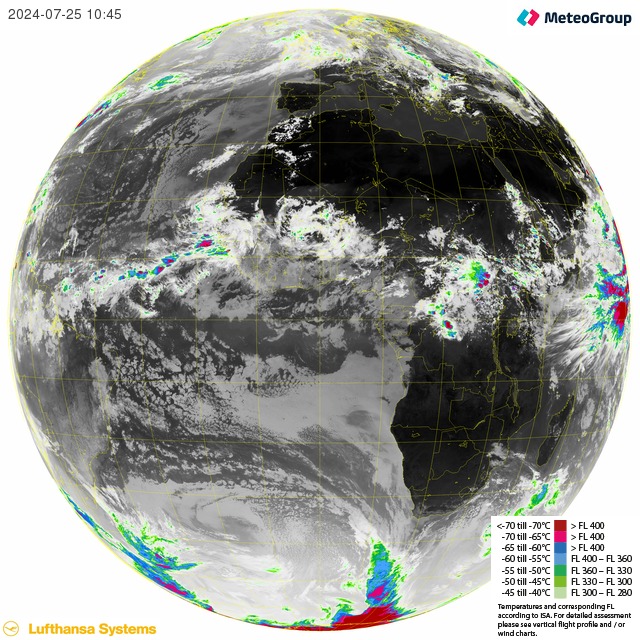 2024-07-25 10:45
MeteoGroup
<-70 till -70°C > FL 400
-70 till -65°C > FL 400
-65 till -60°C > FL 400
-60 till -55°C FL 400 – FL 360
-55 till -50°C FL 360 – FL 330
-50 till -45°C FL 330 – FL 300
-45 till -40°C FL 300 – FL 280
Temperatures and corresponding FL
according to ISA. For detailed assessment
please see vertical flight profile and / or
wind charts.
Lufthansa Systems